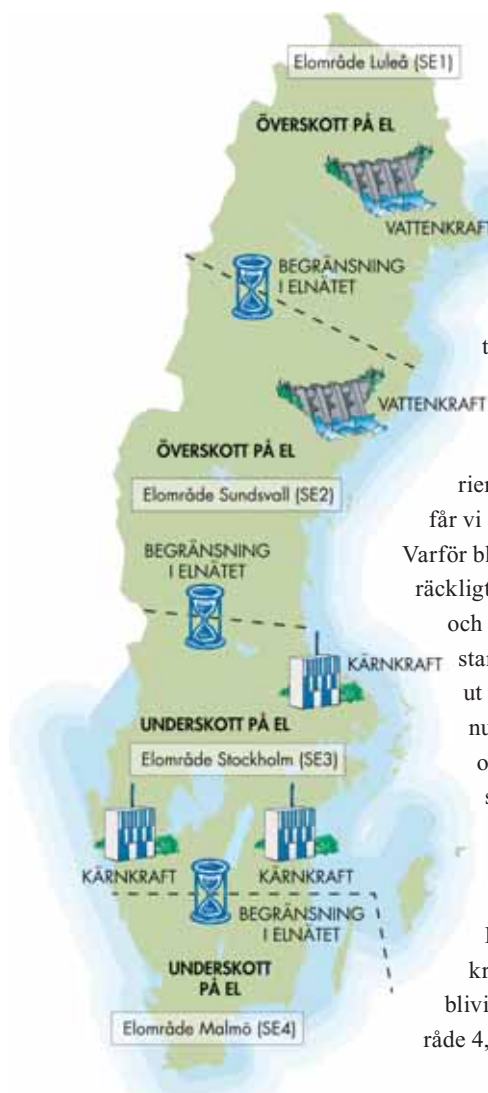 Elområde Luleå (SE1)
ÖVERSKOTT PÅ EL
VATTENKRAFT
BEGRÄNSNING
I ELNÄTET
VATTENKRAFT
ÖVERSKOTT PÅ EL
Elområde Sundsvall (SE2)
BEGRÄNSNING
I ELNÄTET
KÄRNKRAFT
UNDERSKOTT PÅ EL
Elområde Stockholm (SE3)
KÄRNKRAFT
KÄRNKRAFT
BEGRÄNSNING
I ELNÄTET
UNDERSKOTT
PÅ EL
Elområde Malmö (SE4)
t
rien
får vi
Varför bl
räckligt
och
star
ut
nu
o
s
kr
blivi
råde 4,